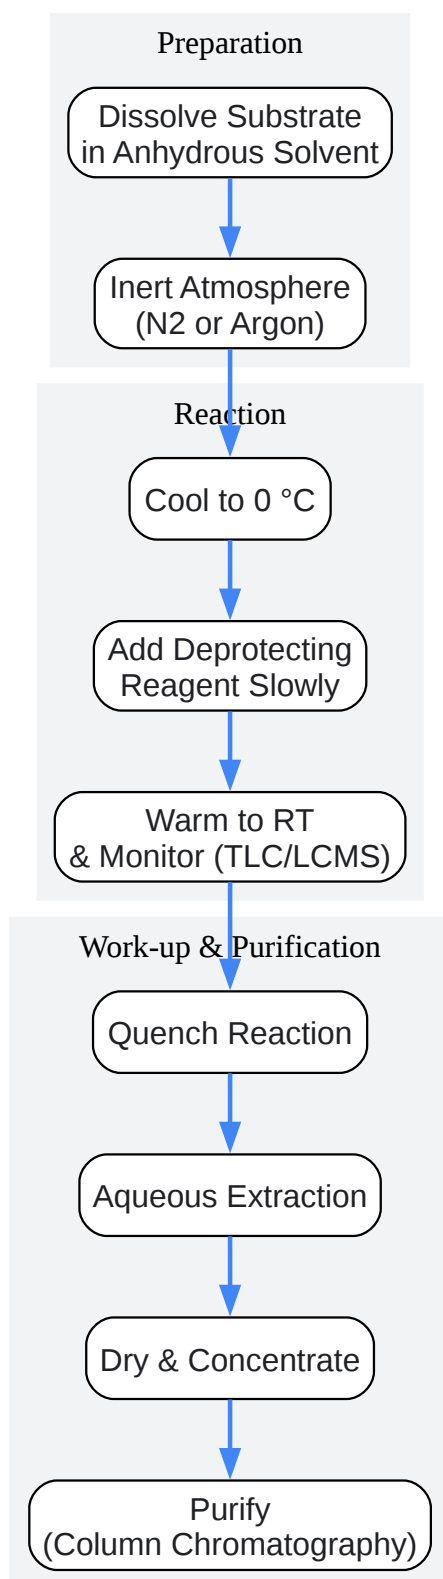 Preparation
Dissolve Substrate
in Anhydrous Solvent
Inert Atmosphere
(N2 or Argon)
Reaction
Cool to 0 °C
Add Deprotecting
Reagent Slowly
Warm to RT
& Monitor (TLC/LCMS)
Work-up & Purification
Quench Reaction
Aqueous Extraction
Dry & Concentrate
Purify
(Column Chromatography)